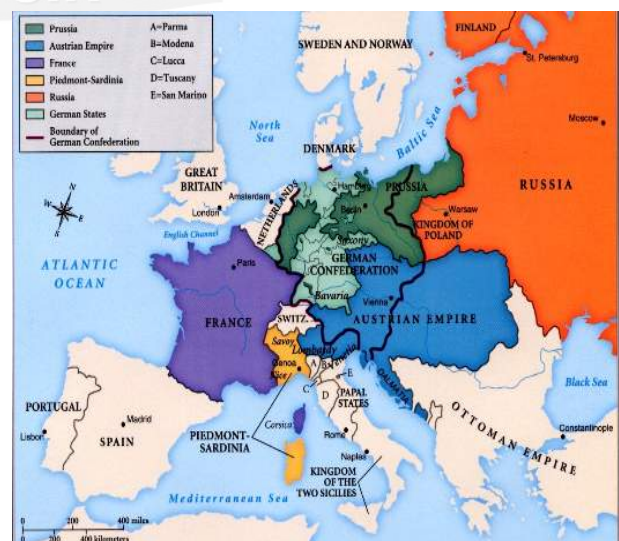 Prussia
Austrian Empire
France
Piedmont-Sardinia
Russia
German States
Boundary of
German Confederation
A=Parma
B=Modena
C=Lucca
D=Tuscany
E=San Marino
SWEDEN AND NORWAY
FINLAND
St. Petersburg
Moscow
North
Sea
Baltic Sea
DENMARK
GREAT
BRITAIN
London
Amsterdam
NETHERLANDS
Hamburg
Berlin
PRUSSIA
RUSSIA
Warsaw
KINGDOM OF
POLAND
English Channel
ATLANTIC
OCEAN
Paris
Saxony
GERMAN
CONFEDERATION
Bavaria
Vienna
FRANCE
SWITZ.
AUSTRIAN EMPIRE
Savoy
Lombardy
Venetia
Genoa
Nice
A
B
C
D
E
DALMATIA
Black Sea
PAPAL
STATES
Corsica
PORTUGAL
Madrid
Lisbon
SPAIN
PIEDMONT-
SARDINIA
Rome
Naples
KINGDOM
OF THE
TWO SICILIES
OTTOMAN EMPIRE
Constantinople
Mediterranean Sea
0 200 400 miles
0 200 400 kilometers
N
W
E
S